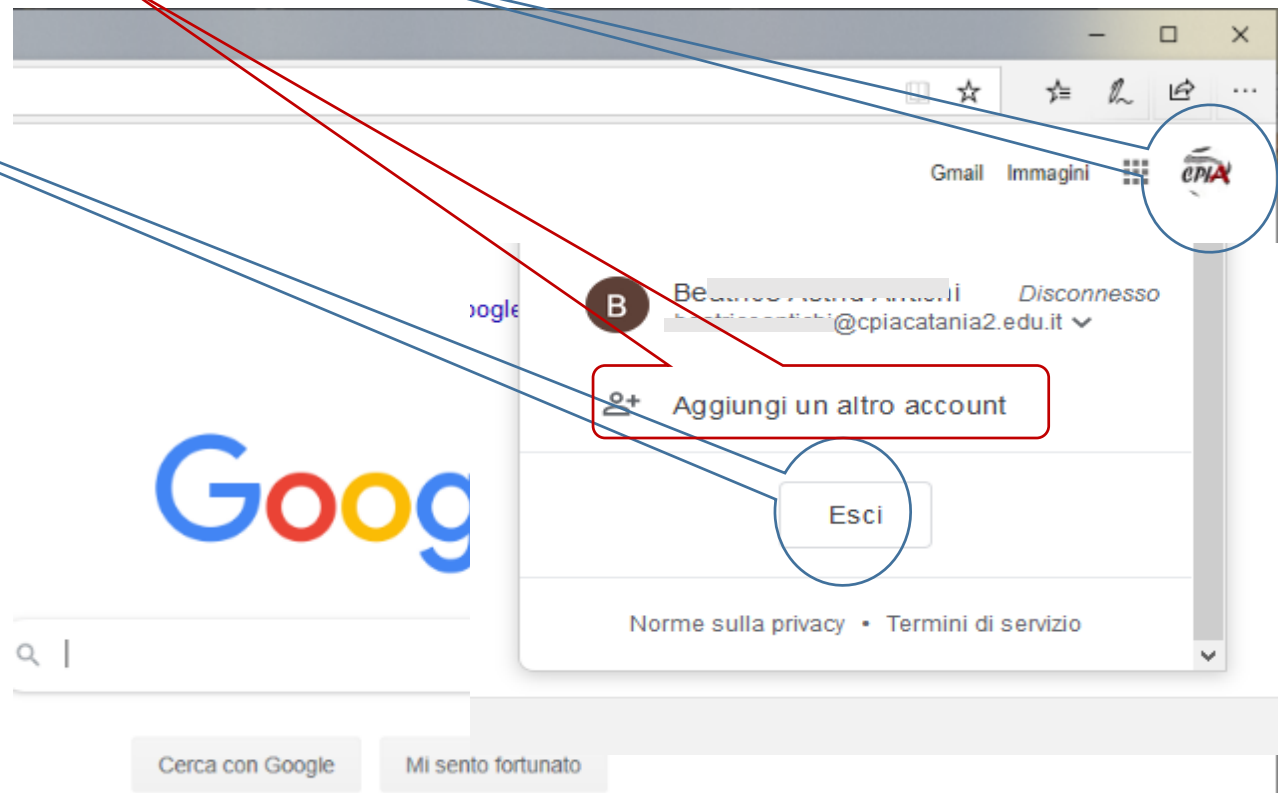 Gmail Immagini
CPIA
B
Disconnesso
oogle
@cpiacatania2.edu.it
Aggiungi un altro account
Goog
Esci
Norme sulla privacy • Termini di servizio
Cerca con Google Mi sento fortunato